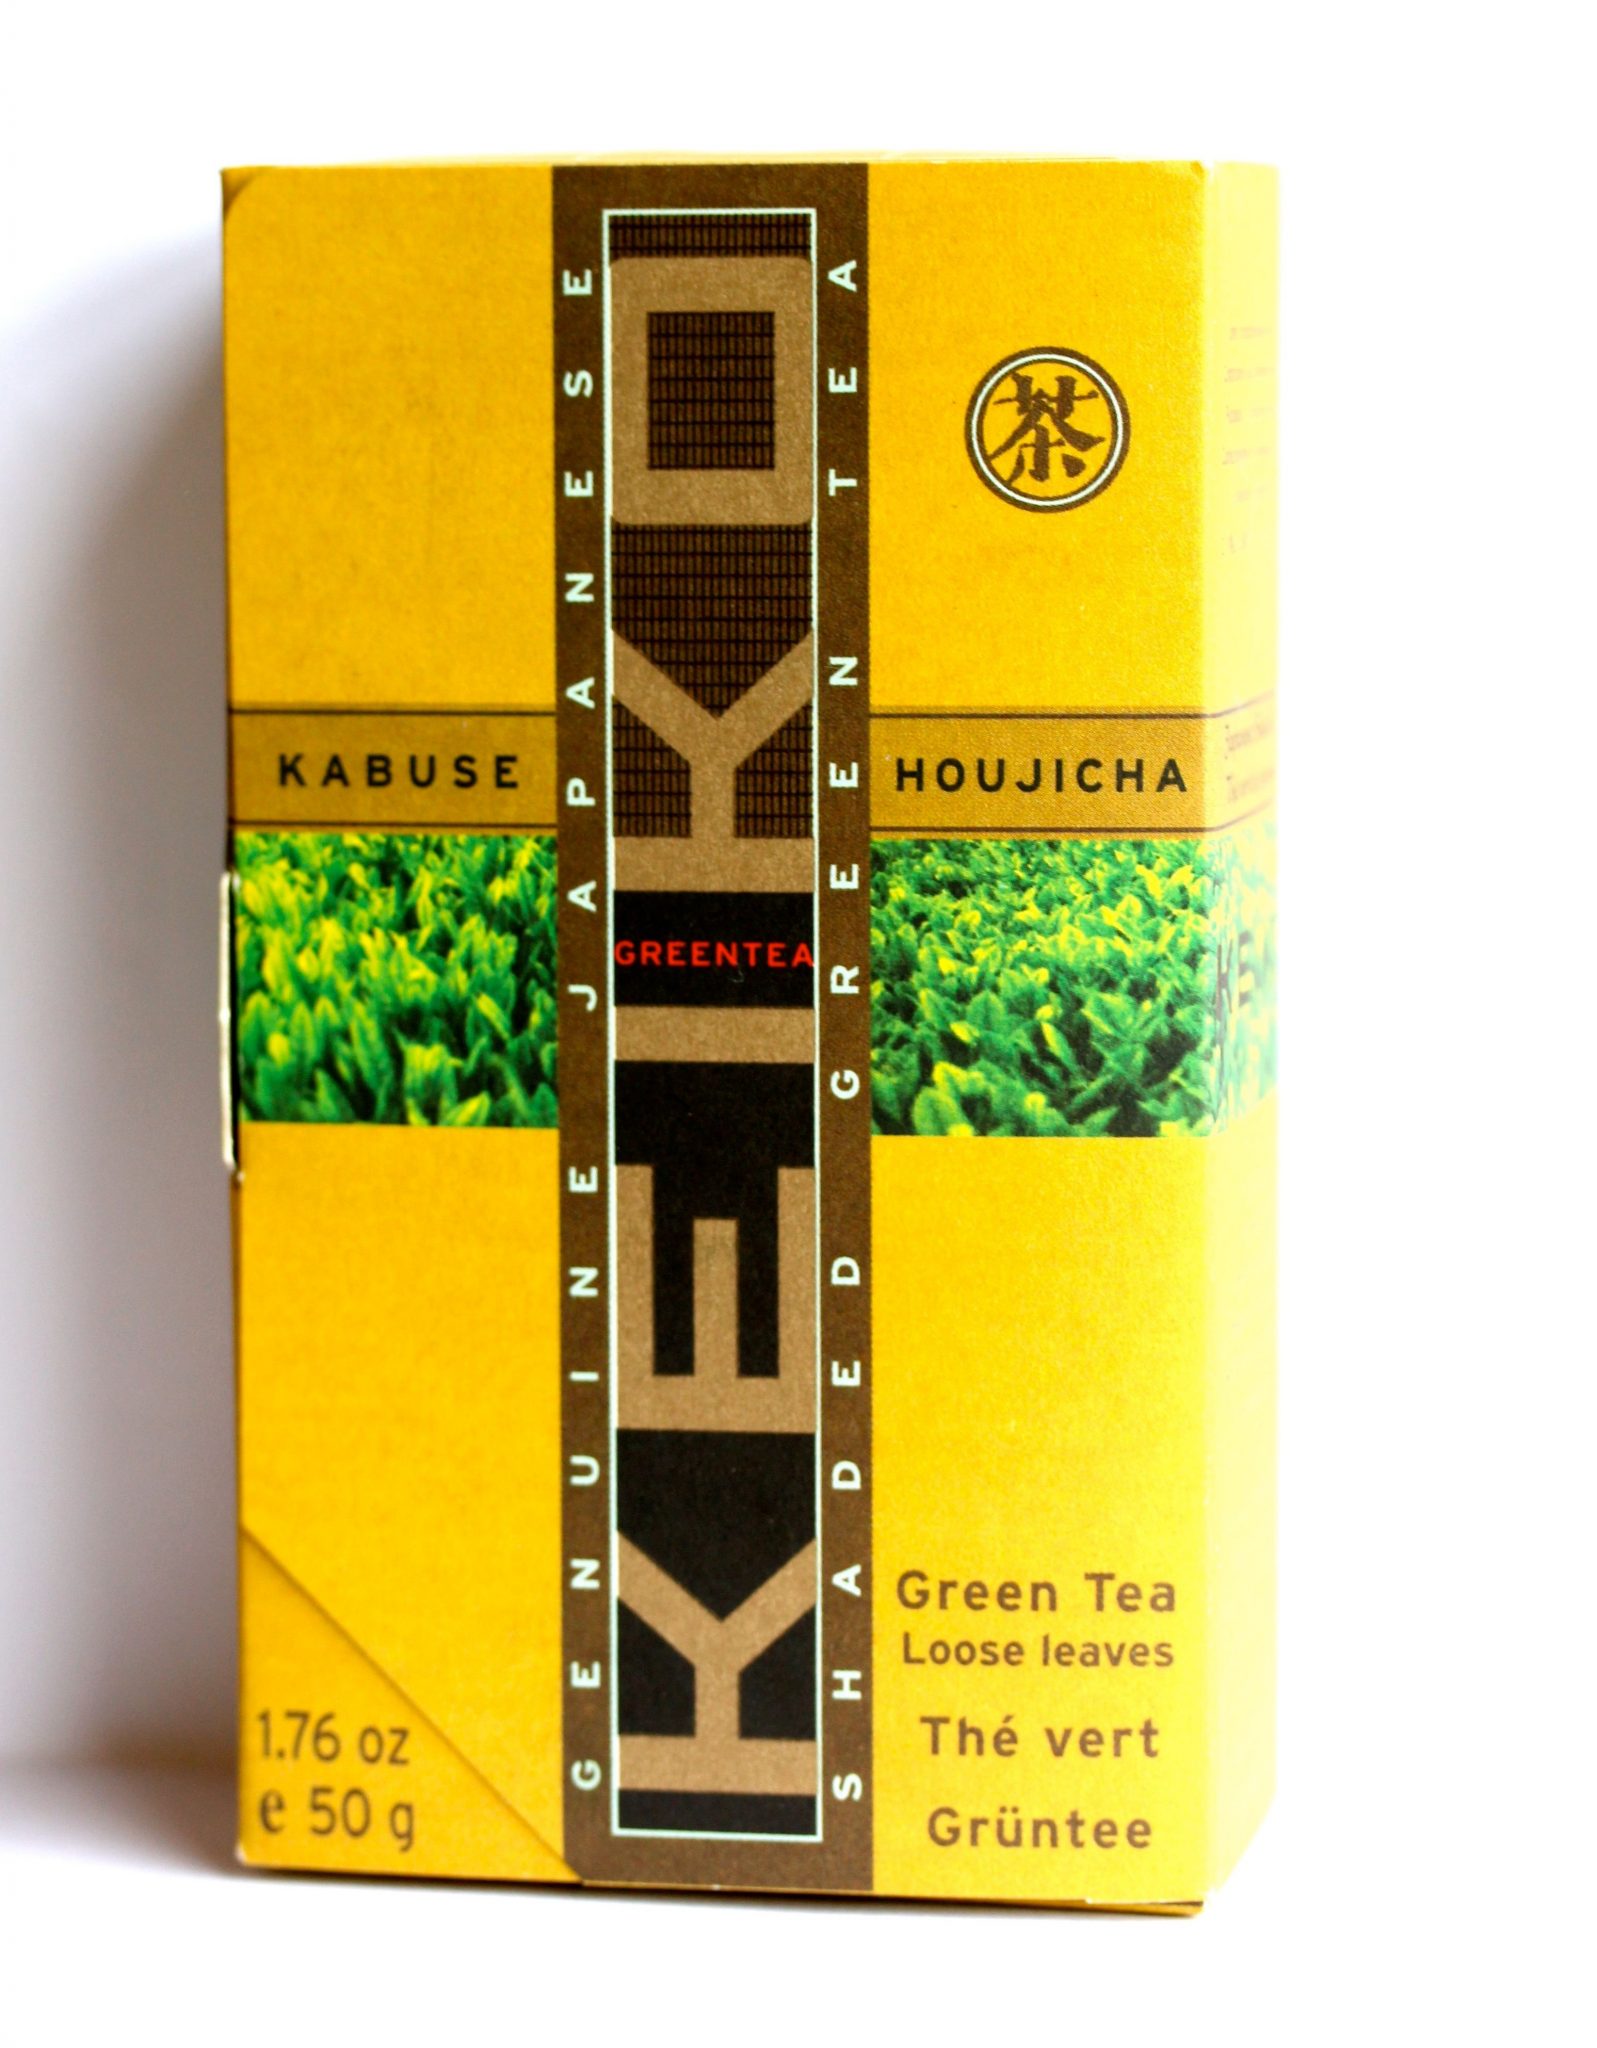 GENUINE JAPANESE
KEIKO
GREENTEA
SHADED GREEN TEA
茶
KABUSE
HOUJICHA
Green Tea
Loose leaves
Thé vert
Grüntee
1.76 oz
e 50 g
KE